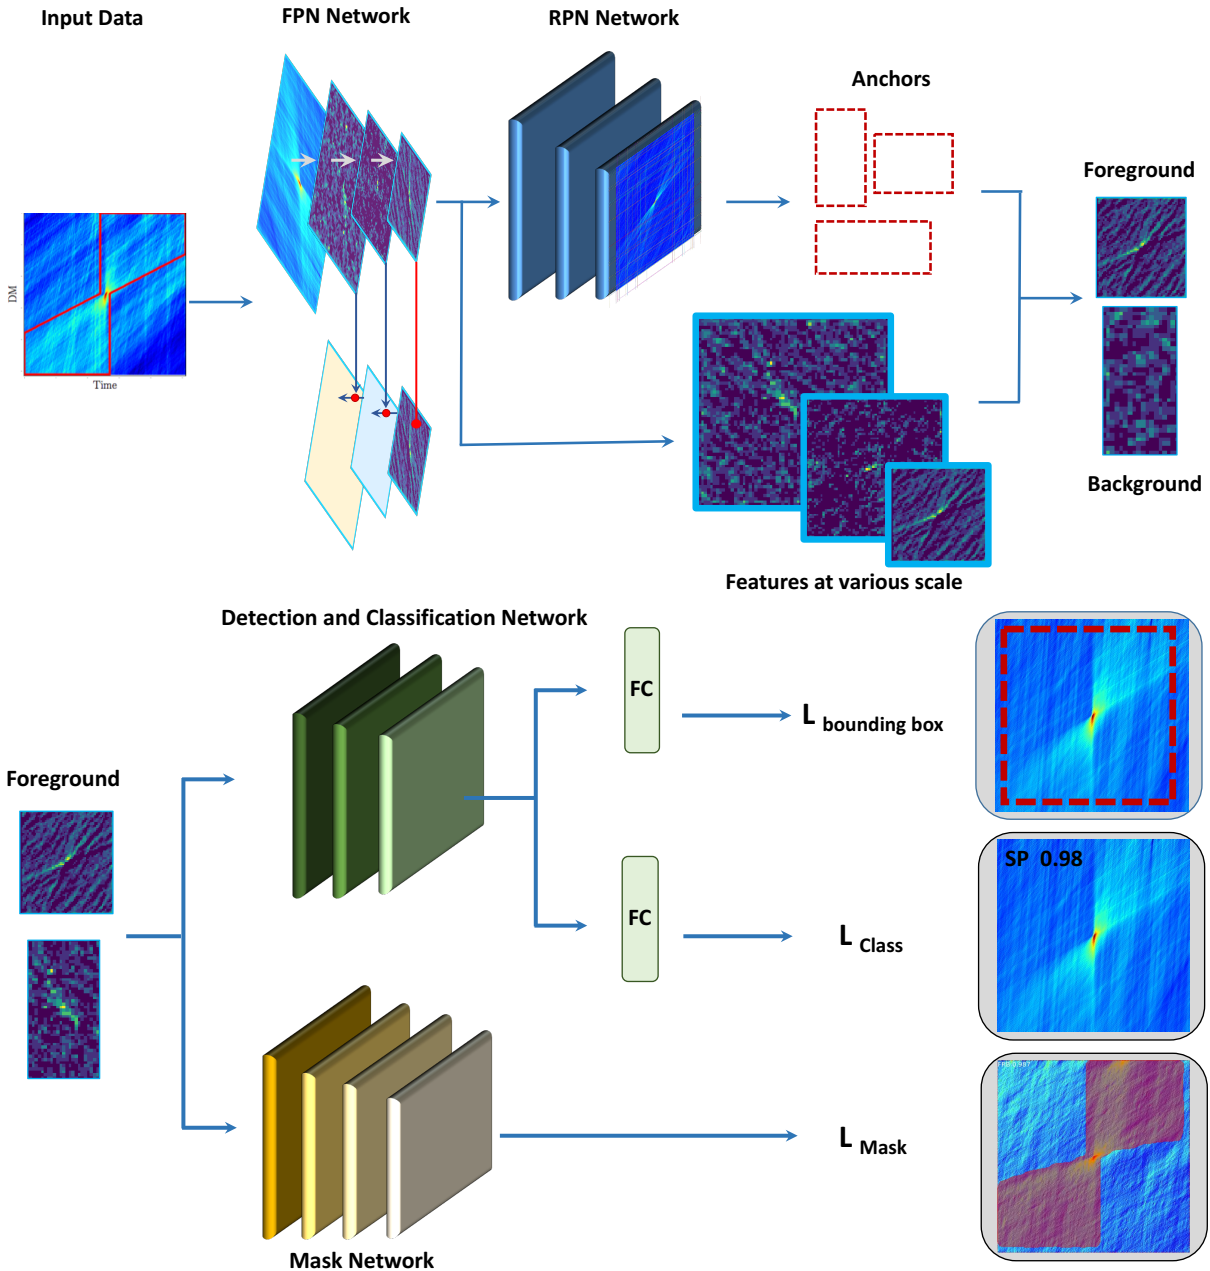 Input Data
FPN Network
RPN Network
Anchors
Foreground
DM
Time
Background
Features at various scale
Detection and Classification Network
FC
L bounding box
Foreground
SP 0.98
FC
L Class
L Mask
Mask Network